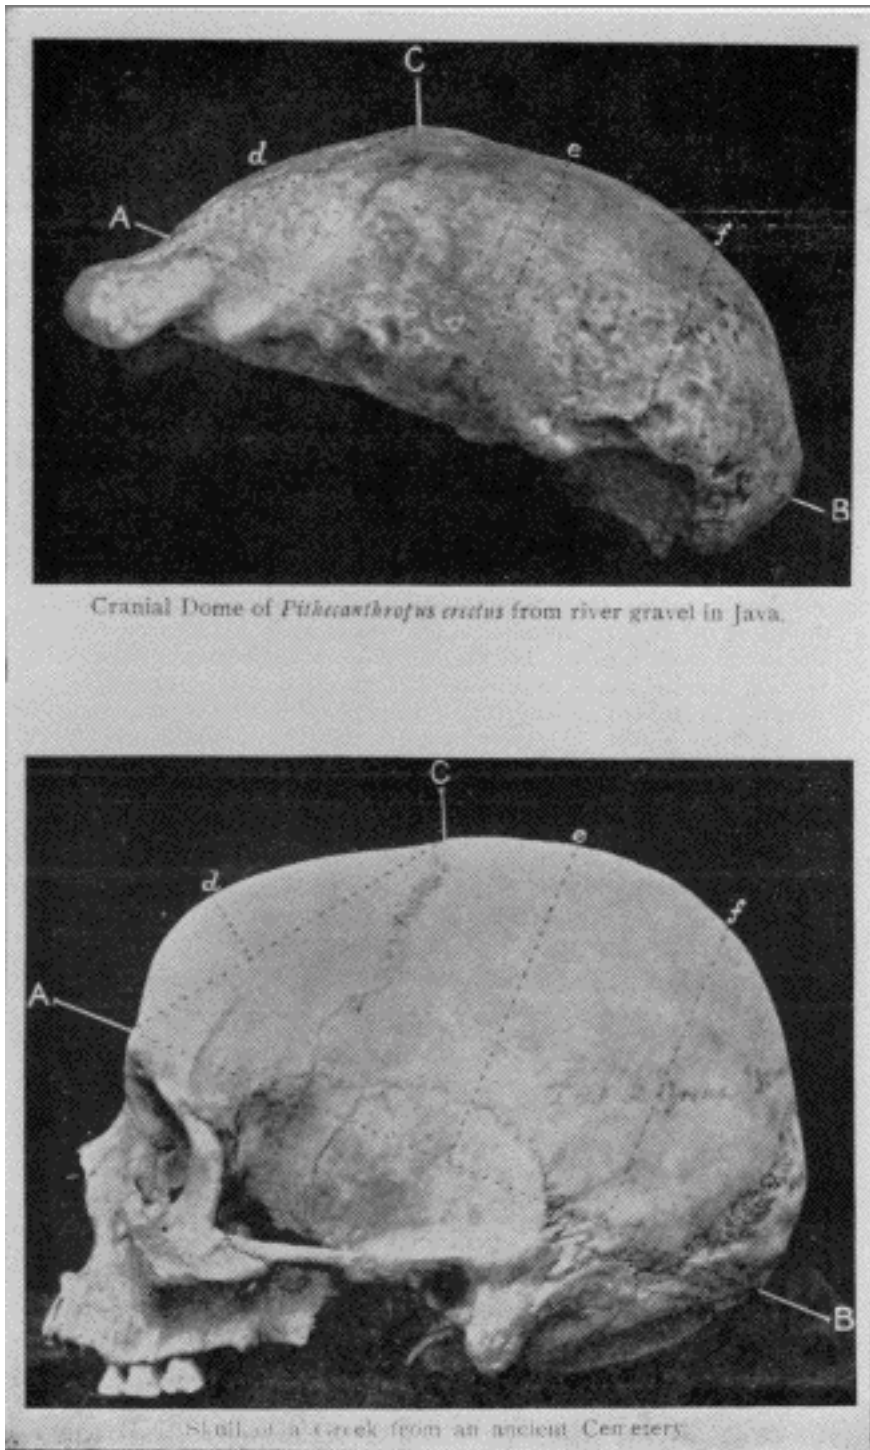 C
d
e
A
f
B
Cranial Dome of Pithecanthropus erectus from river gravel in Java.
C
e
d
f
A
B
Skull of a Greek from an ancient Cemetery.